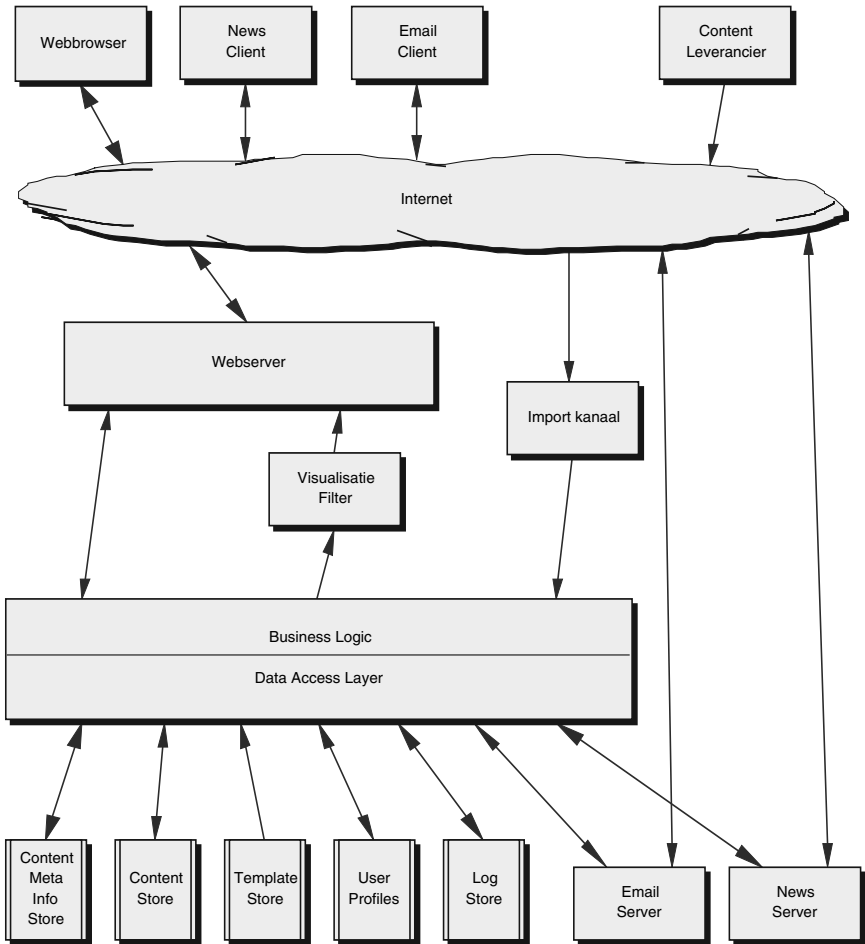 Webbrowser
News
Client
Email
Client
Content
Leverancier
Internet
Webserver
Import kanaal
Visualisatie
Filter
Business Logic
Data Access Layer
Content
Meta
Info
Store
Content
Store
Template
Store
User
Profiles
Log
Store
Email
Server
News
Server